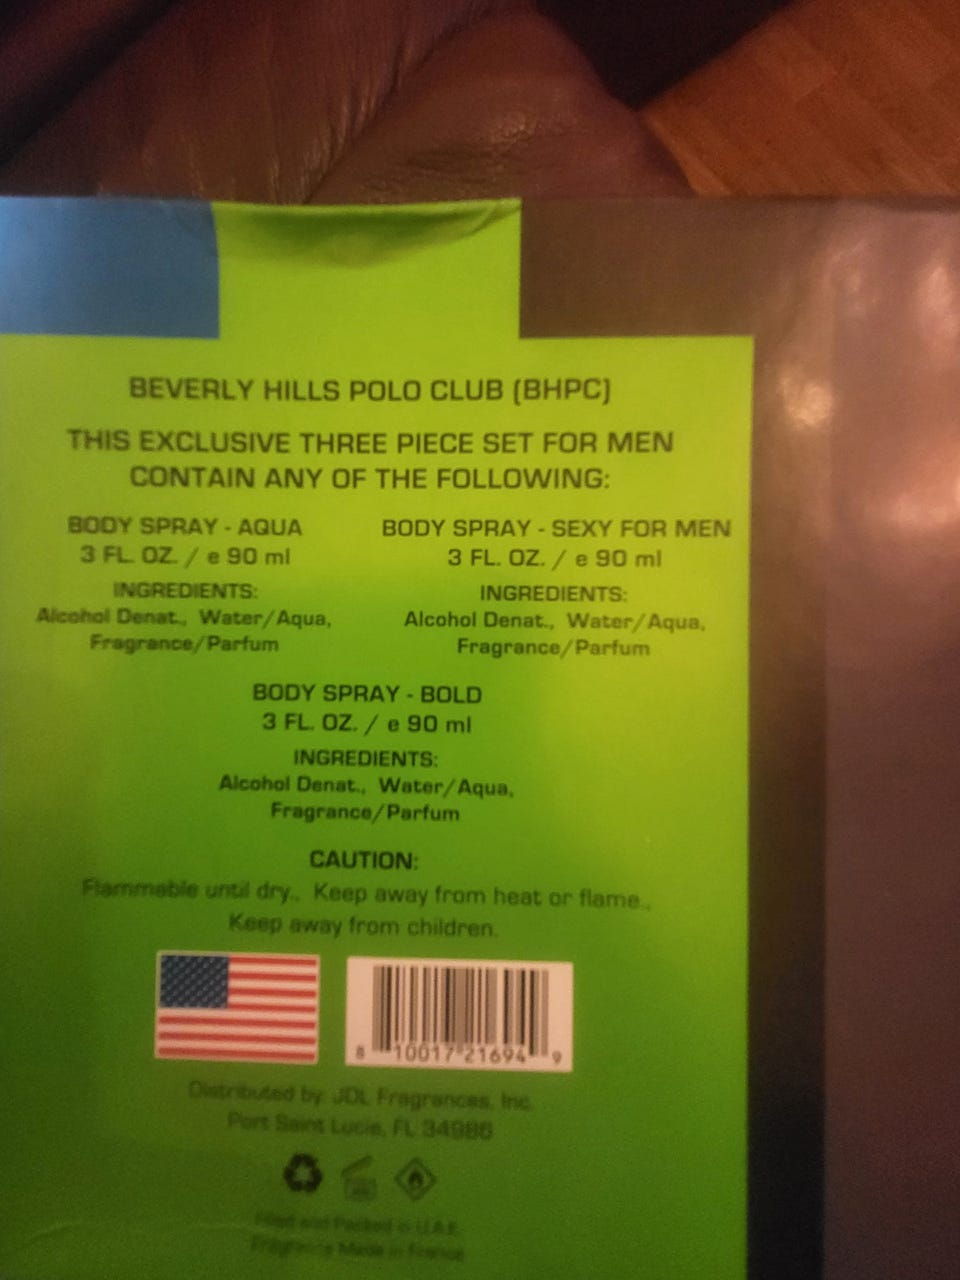 BEVERLY HILLS POLO CLUB (BHPC)
THIS EXCLUSIVE THREE PIECE SET FOR MEN
CONTAIN ANY OF THE FOLLOWING:
BODY SPRAY - AQUA
3 FL. OZ. / e 90 ml
INGREDIENTS:
Alcohol Denat., Water/Aqua,
Fragrance/Parfum
BODY SPRAY - SEXY FOR MEN
3 FL. OZ. / e 90 ml
INGREDIENTS:
Alcohol Denat., Water/Aqua,
Fragrance/Parfum
BODY SPRAY - BOLD
3 FL. OZ. / e 90 ml
INGREDIENTS:
Alcohol Denat., Water/Aqua,
Fragrance/Parfum
CAUTION:
Flammable until dry., Keep away from heat or flame.,
Keep away from children.
8 10017 21694 9
Distributed by: JDL Fragrances, Inc.
Port Saint Lucie, FL 34986
Filled and Packed in U.A.E.
Fragrance Made in France